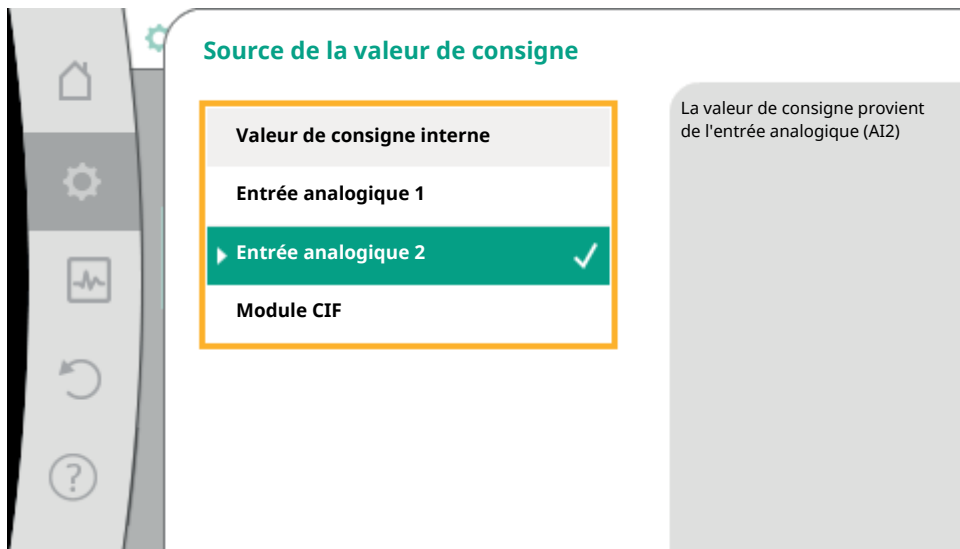 Source de la valeur de consigne
Valeur de consigne interne
Entrée analogique 1
Entrée analogique 2
Module CIF
La valeur de consigne provient
de l'entrée analogique (AI2)
?